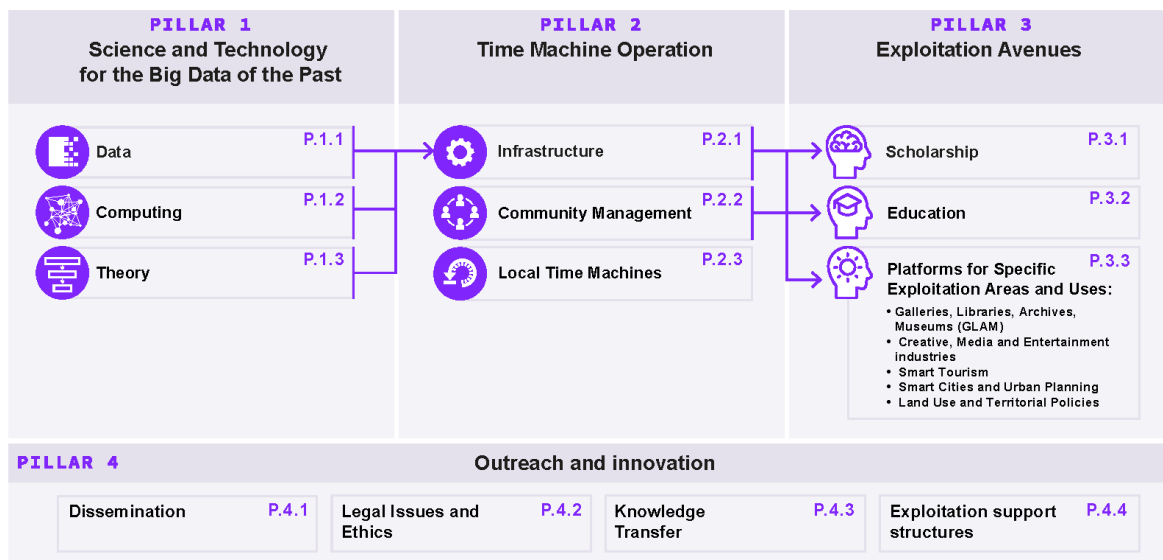 PILLAR 1
Science and Technology
for the Big Data of the Past
P.1.1
Data
P.1.2
Computing
P.1.3
Theory
PILLAR 2
Time Machine Operation
P.2.1
Infrastructure
P.2.2
Community Management
P.2.3
Local Time Machines
PILLAR 3
Exploitation Avenues
P.3.1
Scholarship
P.3.2
Education
P.3.3
Platforms for Specific
Exploitation Areas and Uses:
• Galleries, Libraries, Archives,
Museums (GLAM)
• Creative, Media and Entertainment
industries
• Smart Tourism
• Smart Cities and Urban Planning
• Land Use and Territorial Policies
PILLAR 4
Outreach and innovation
Dissemination
P.4.1
Legal Issues and
Ethics
P.4.2
Knowledge
Transfer
P.4.3
Exploitation support
structures
P.4.4